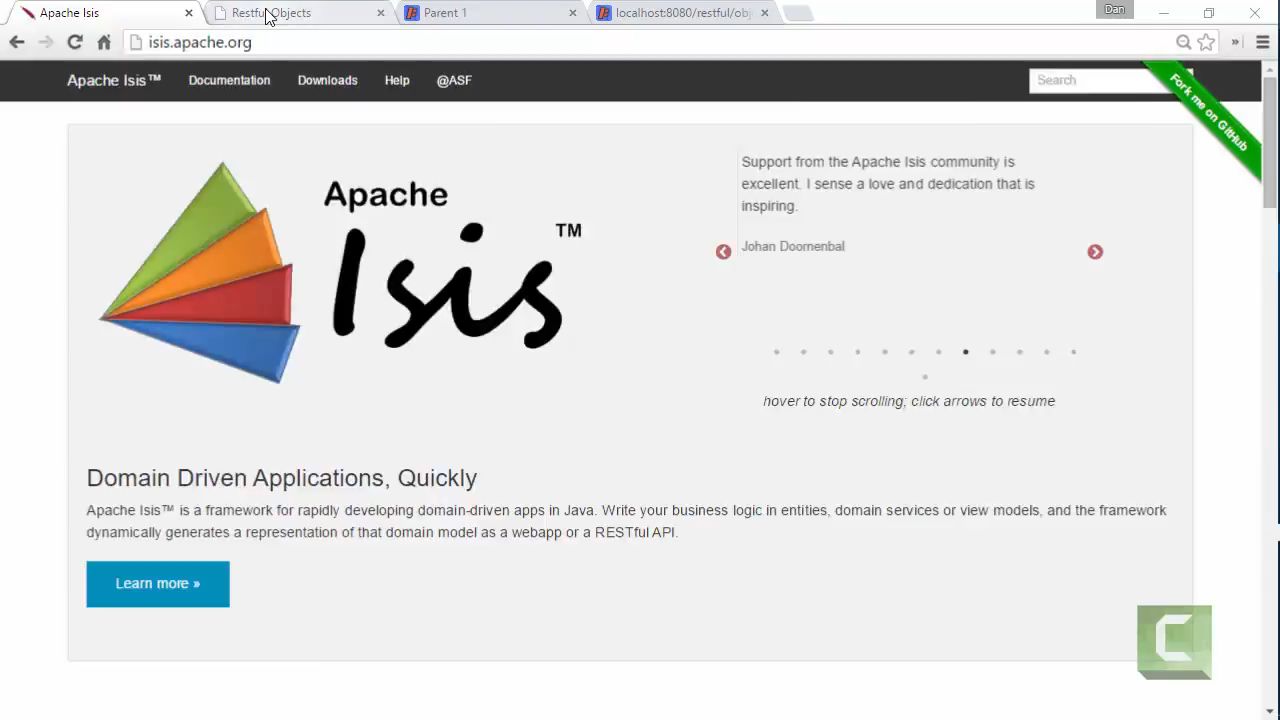 Apache Isis
Restful Objects
Parent 1
localhost:8080/restful/obj
Dan
isis.apache.org
Apache Isis™
Documentation
Downloads
Help
@ASF
Search
Fork me on GitHub
Apache
Isis
TM
Support from the Apache Isis community is
excellent. I sense a love and dedication that is
inspiring.
Johan Doomenbal
hover to stop scrolling; click arrows to resume
Domain Driven Applications, Quickly
Apache Isis™ is a framework for rapidly developing domain-driven apps in Java. Write your business logic in entities, domain services or view models, and the framework
dynamically generates a representation of that domain model as a webapp or a RESTful API.
Learn more »
C